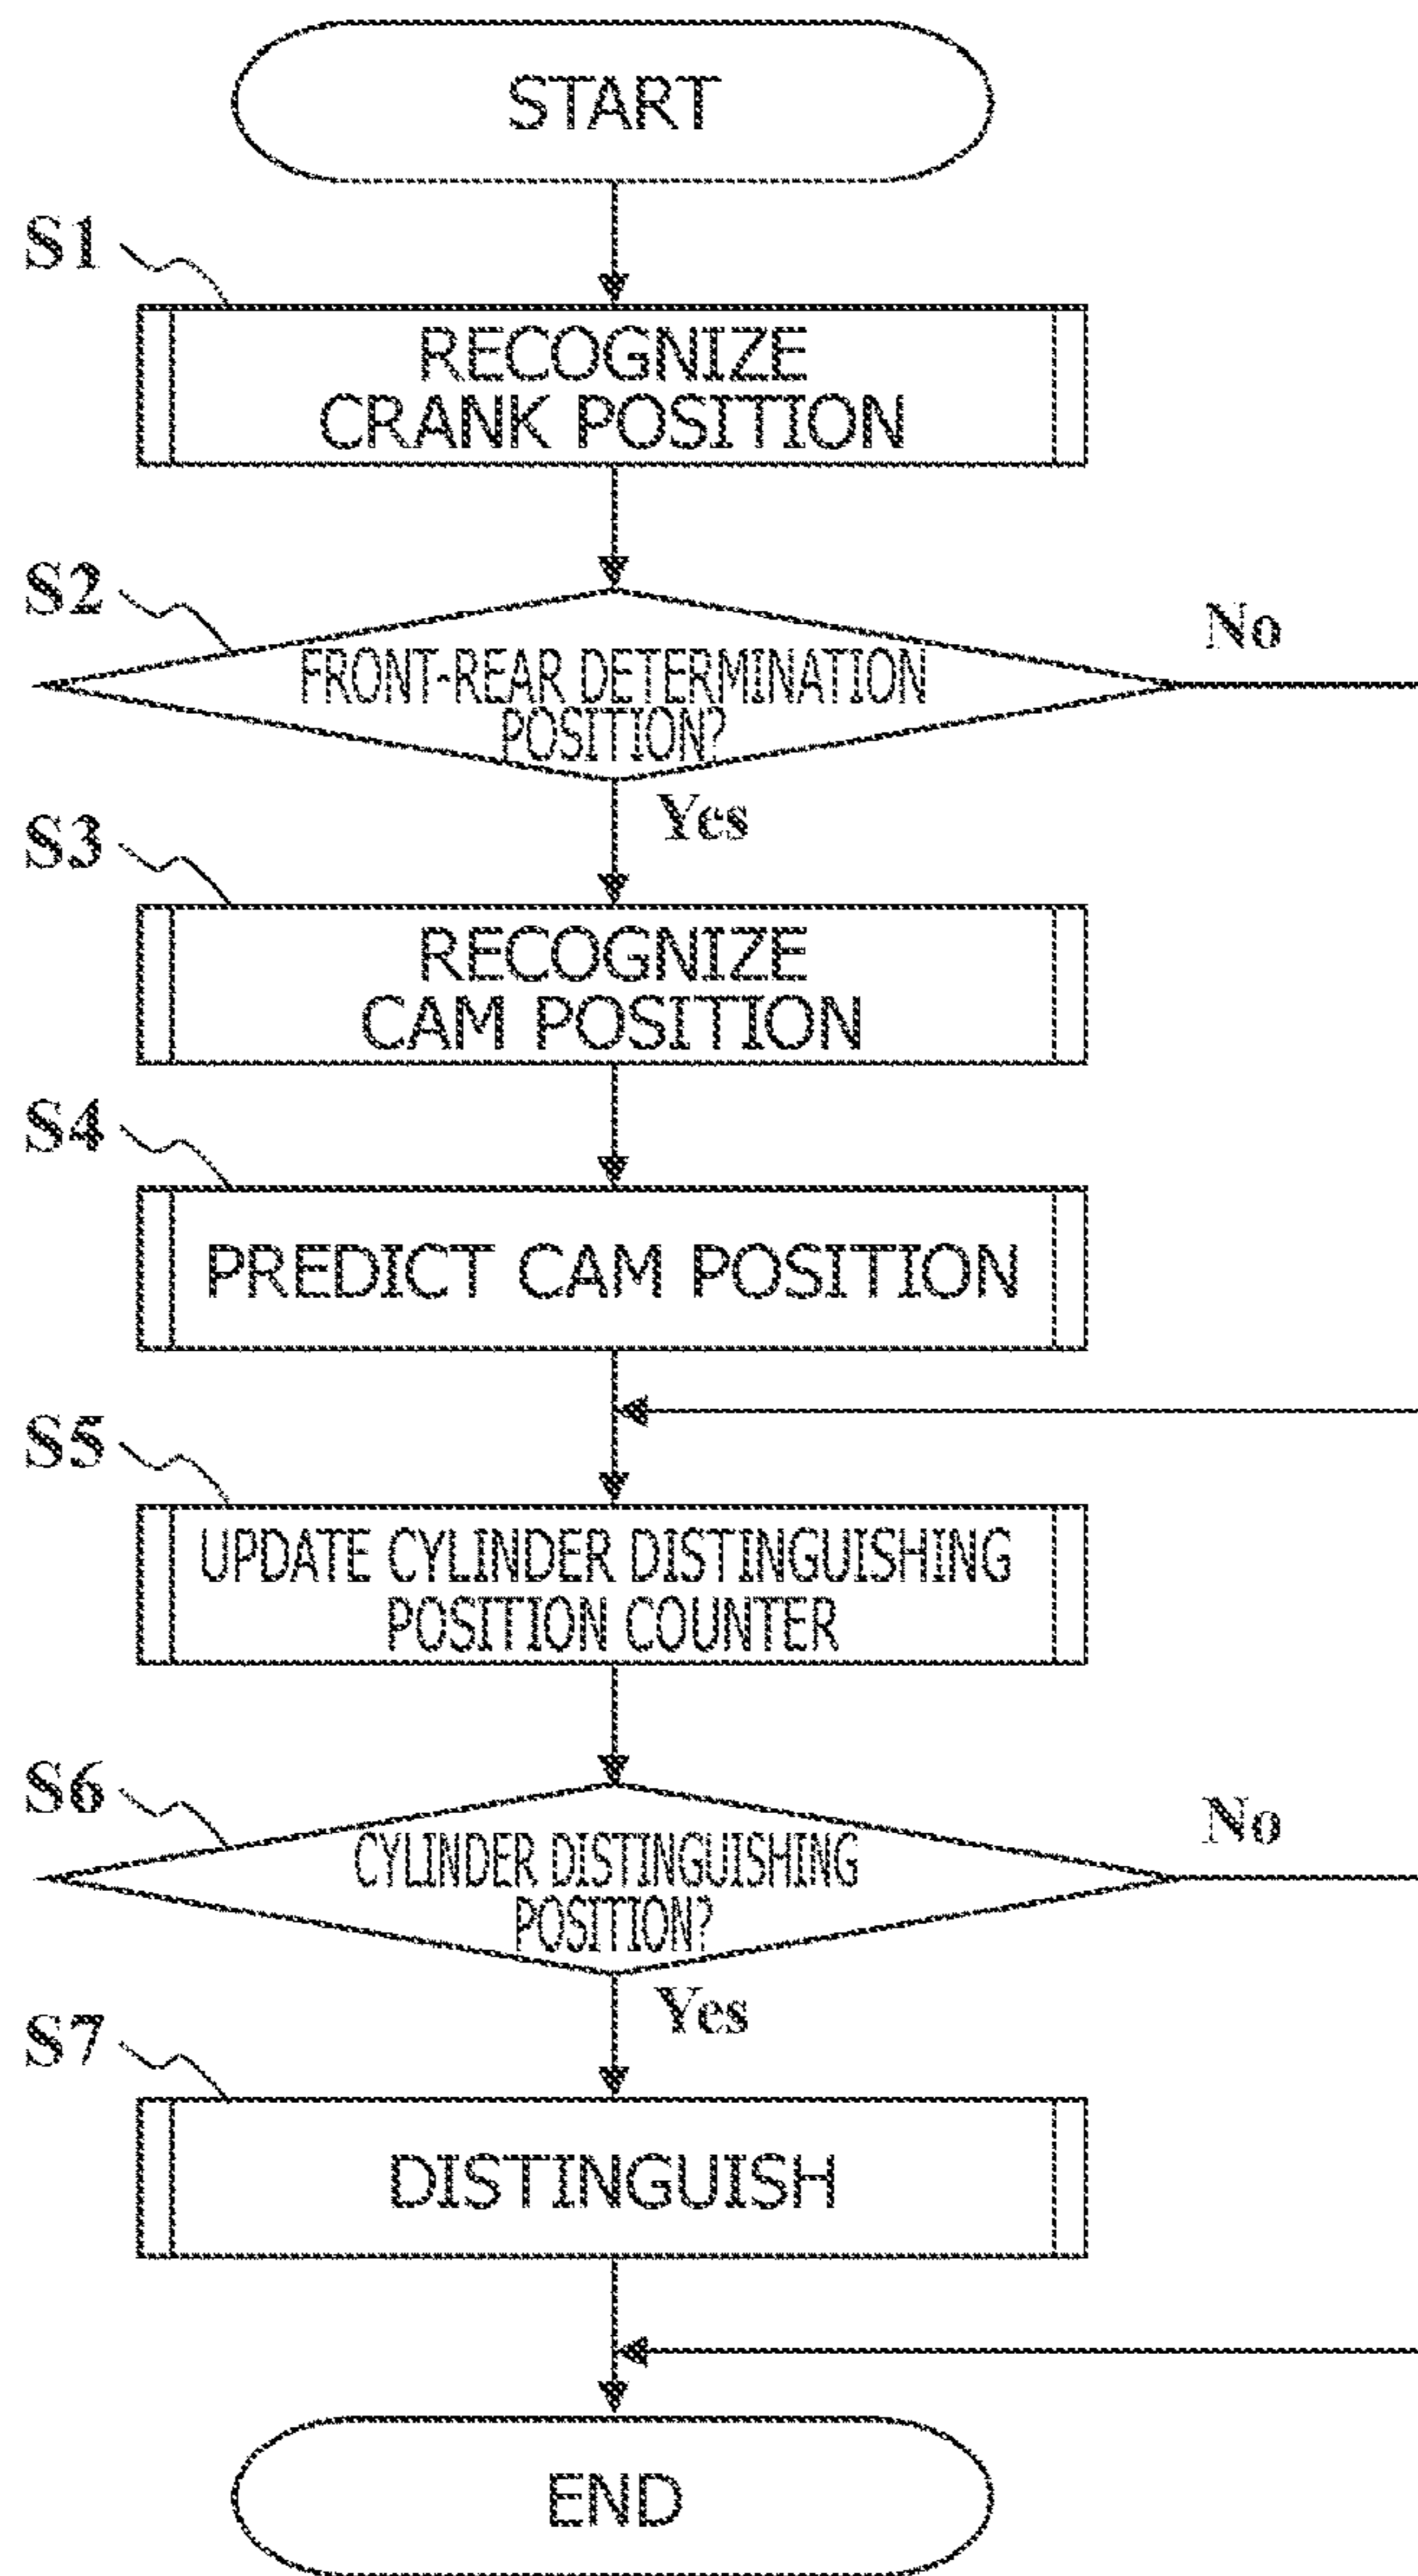 START
S1
RECOGNIZE
CRANK POSITION
S2
FRONT-REAR DETERMINATION
POSITION?
No
Yes
S3
RECOGNIZE
CAM POSITION
S4
PREDICT CAM POSITION
S5
UPDATE CYLINDER DISTINGUISHING
POSITION COUNTER
S6
CYLINDER DISTINGUISHING
POSITION?
No
Yes
S7
DISTINGUISH
END